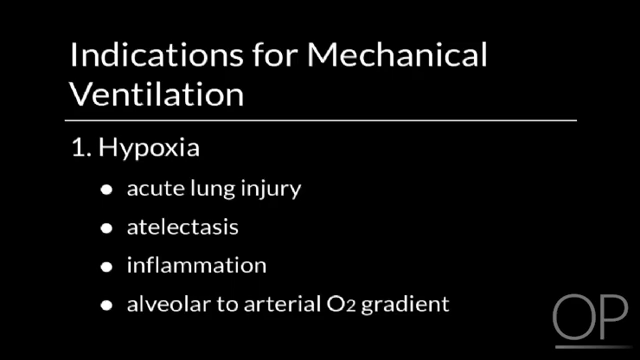 Indications for Mechanical
Ventilation
1. Hypoxia
● acute lung injury
● atelectasis
● inflammation
● alveolar to arterial O2 gradient
OP